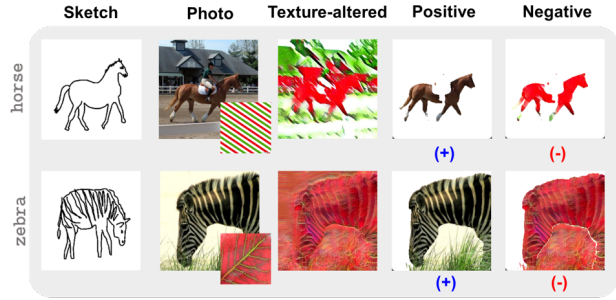 Sketch Photo Texture-altered Positive Negative
horse
(+) (-)
zebra
(+) (-)